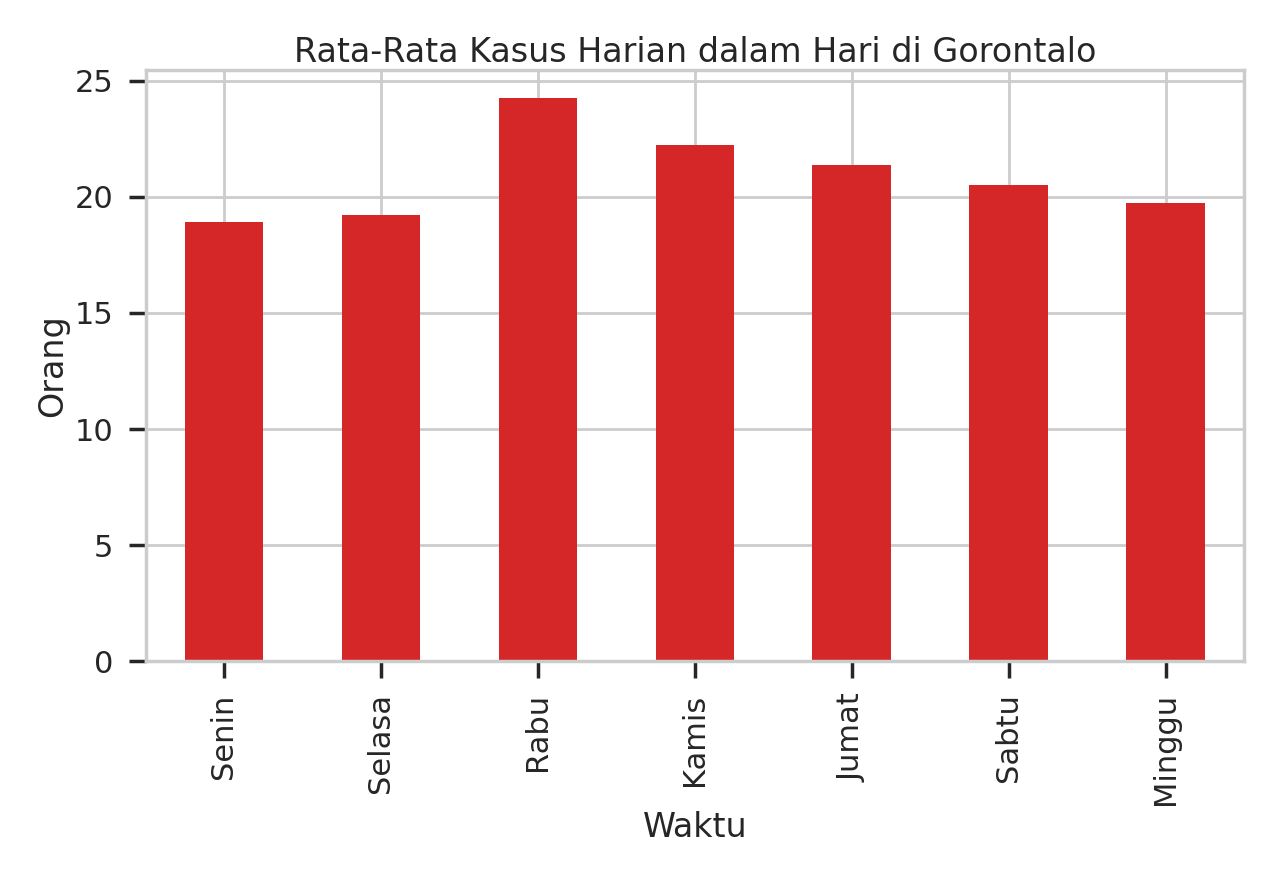 Rata-Rata Kasus Harian dalam Hari di Gorontalo
25
20
15
10
5
0
Orang
Senin
Selasa
Rabu
Kamis
Jumat
Sabtu
Minggu
Waktu